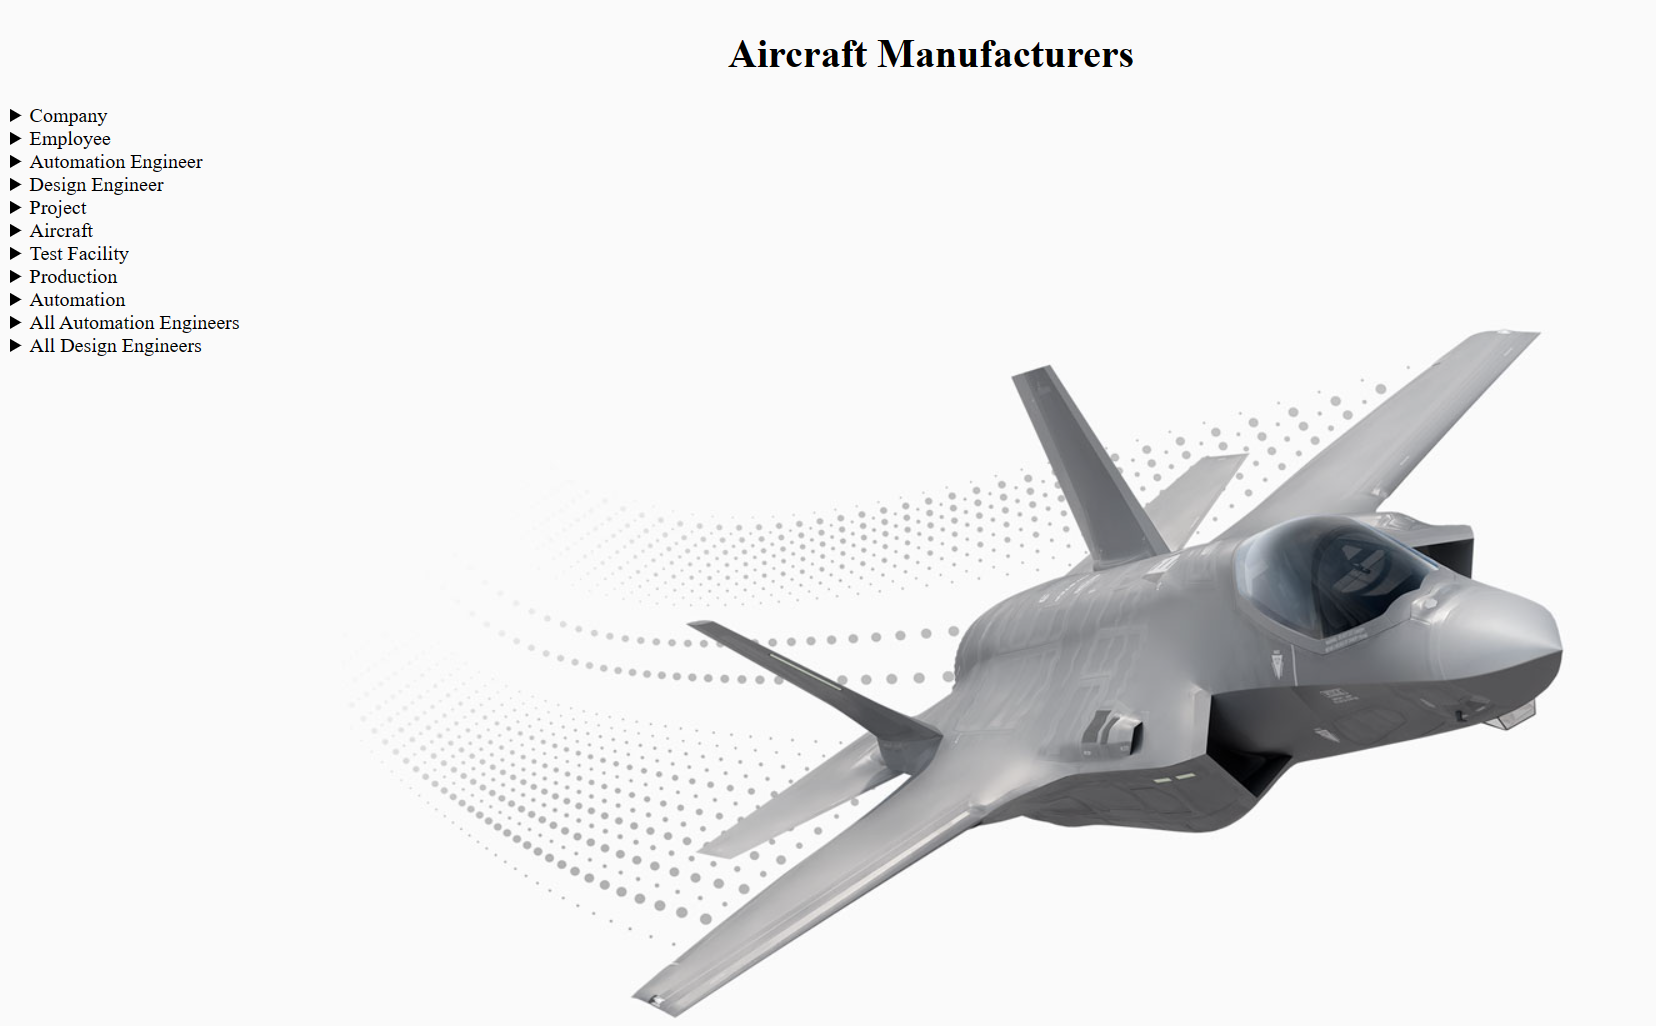 Aircraft Manufacturers
Company
Employee
Automation Engineer
Design Engineer
Project
Aircraft
Test Facility
Production
Automation
All Automation Engineers
All Design Engineers